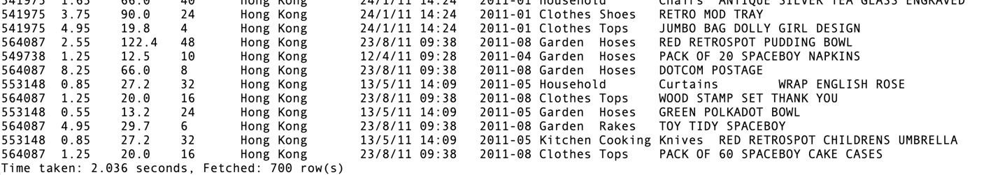 541975 1.65 66.0 40 Hong Kong 24/1/11 14:24 2011-01 Household Chairs ANTIQUE SILVER TEA GLASS ENGRAVED
541975 3.75 90.0 24 Hong Kong 24/1/11 14:24 2011-01 Clothes Shoes RETRO MOD TRAY
541975 4.95 19.8 4 Hong Kong 24/1/11 14:24 2011-01 Clothes Tops JUMBO BAG DOLLY GIRL DESIGN
564087 2.55 122.4 48 Hong Kong 23/8/11 09:38 2011-08 Garden Hoses RED RETROSPOT PUDDING BOWL
549738 1.25 12.5 10 Hong Kong 12/4/11 09:28 2011-04 Garden Hoses PACK OF 20 SPACEBOY NAPKINS
564087 8.25 66.0 8 Hong Kong 23/8/11 09:38 2011-08 Garden Hoses DOTCOM POSTAGE
553148 0.85 27.2 32 Hong Kong 13/5/11 14:09 2011-05 Household Curtains WRAP ENGLISH ROSE
564087 1.25 20.0 16 Hong Kong 23/8/11 09:38 2011-08 Clothes Tops WOOD STAMP SET THANK YOU
553148 0.55 13.2 24 Hong Kong 13/5/11 14:09 2011-05 Garden Hoses GREEN POLKADOT BOWL
564087 4.95 29.7 6 Hong Kong 23/8/11 09:38 2011-08 Garden Rakes TOY TIDY SPACEBOY
553148 0.85 27.2 32 Hong Kong 13/5/11 14:09 2011-05 Kitchen Cooking Knives RED RETROSPOT CHILDRENS UMBRELLA
564087 1.25 20.0 16 Hong Kong 23/8/11 09:38 2011-08 Clothes Tops PACK OF 60 SPACEBOY CAKE CASES
Time taken: 2.036 seconds, Fetched: 700 row(s)